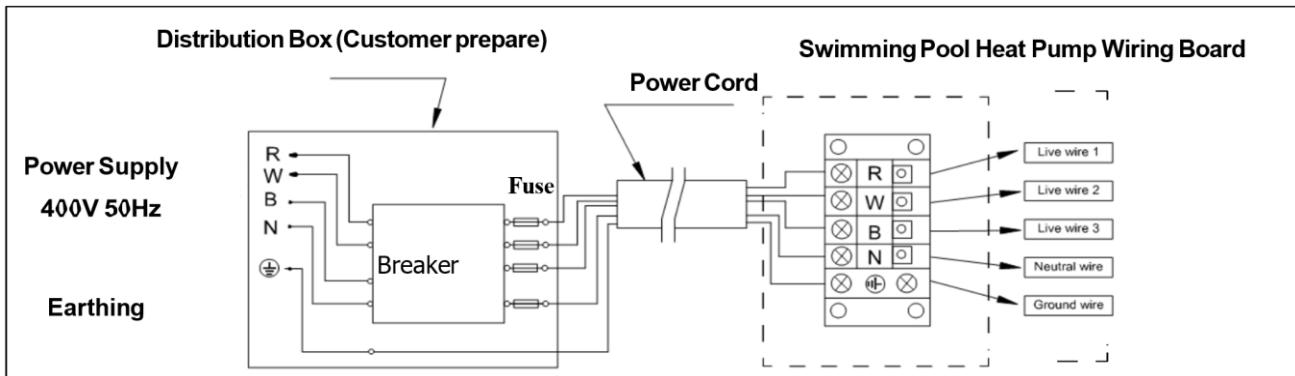 Distribution Box (Customer prepare)
Swimming Pool Heat Pump Wiring Board
Power Cord
Power Supply
400V 50Hz
Earthing
R
W
B
N
Fuse
Breaker
R
W
B
N
Live wire 1
Live wire 2
Live wire 3
Neutral wire
Ground wire